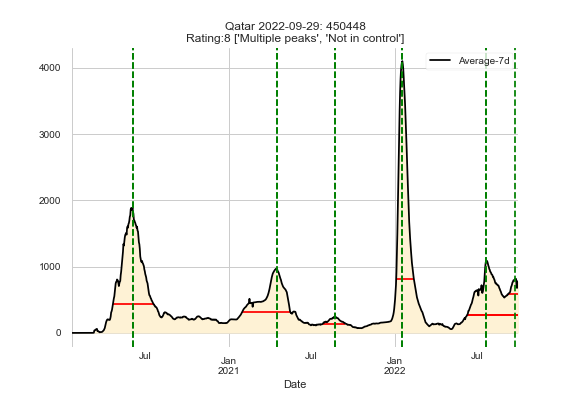 Qatar 2022-09-29: 450448
Rating:8 ['Multiple peaks', 'Not in control']
Average-7d
4000
3000
2000
1000
0
Jul
Jan
2021
Jul
Jan
2022
Jul
Date